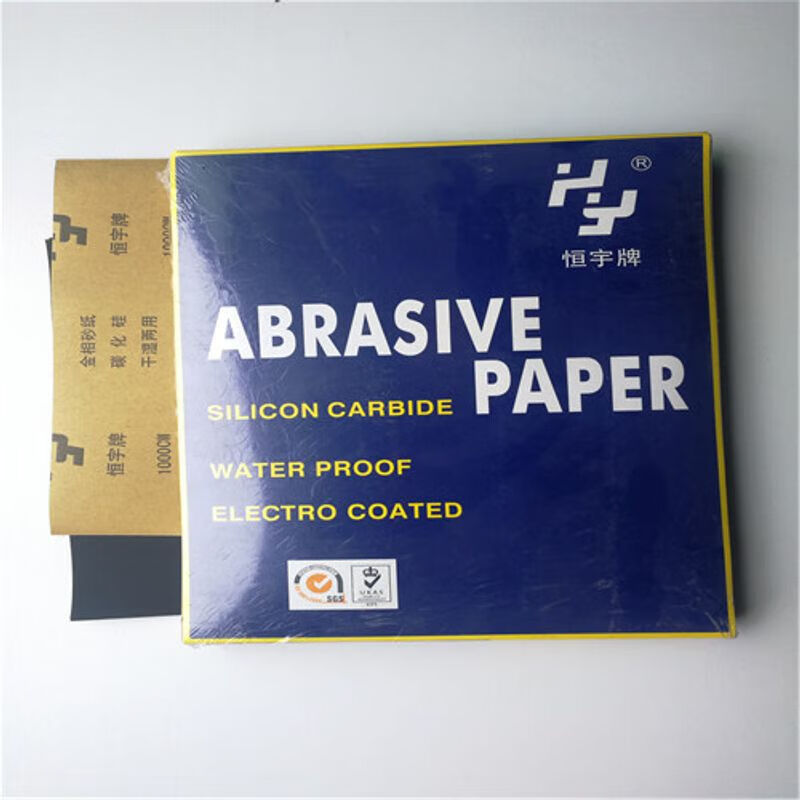 恒宇牌
1000CW
金相砂纸
碳化硅
干湿两用
恒宇牌
1000CW
HY®
恒宇牌
ABRASIVE
PAPER
SILICON CARBIDE
WATER PROOF
ELECTRO COATED
SGS
UKAS